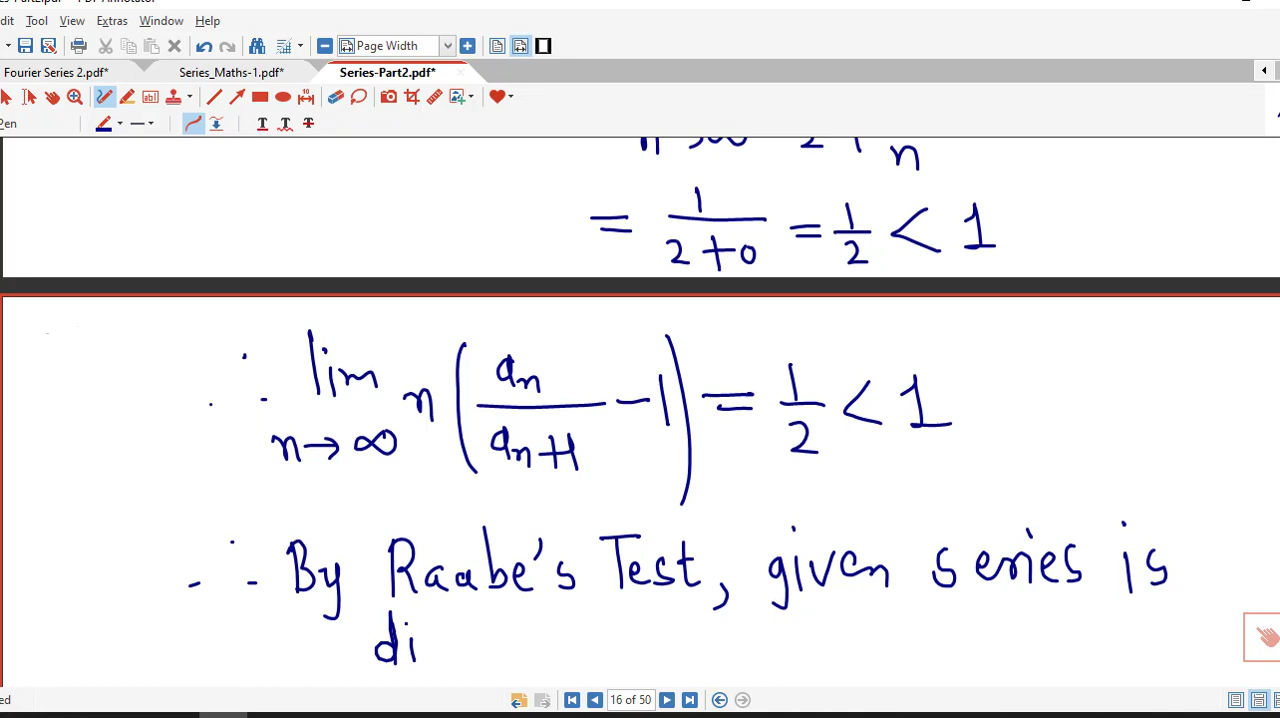 dit Tool View Extras Window Help
Page Width
Fourier Series 2.pdf* Series_Maths-1.pdf* Series-Part2.pdf*
n→∞ 2 + n
= 1/(2+0) = 1/2 < 1
∴ lim n→∞ n(an/an+1 − 1) = 1/2 < 1
∴ By Raabe's Test, given series is
di
16 of 50